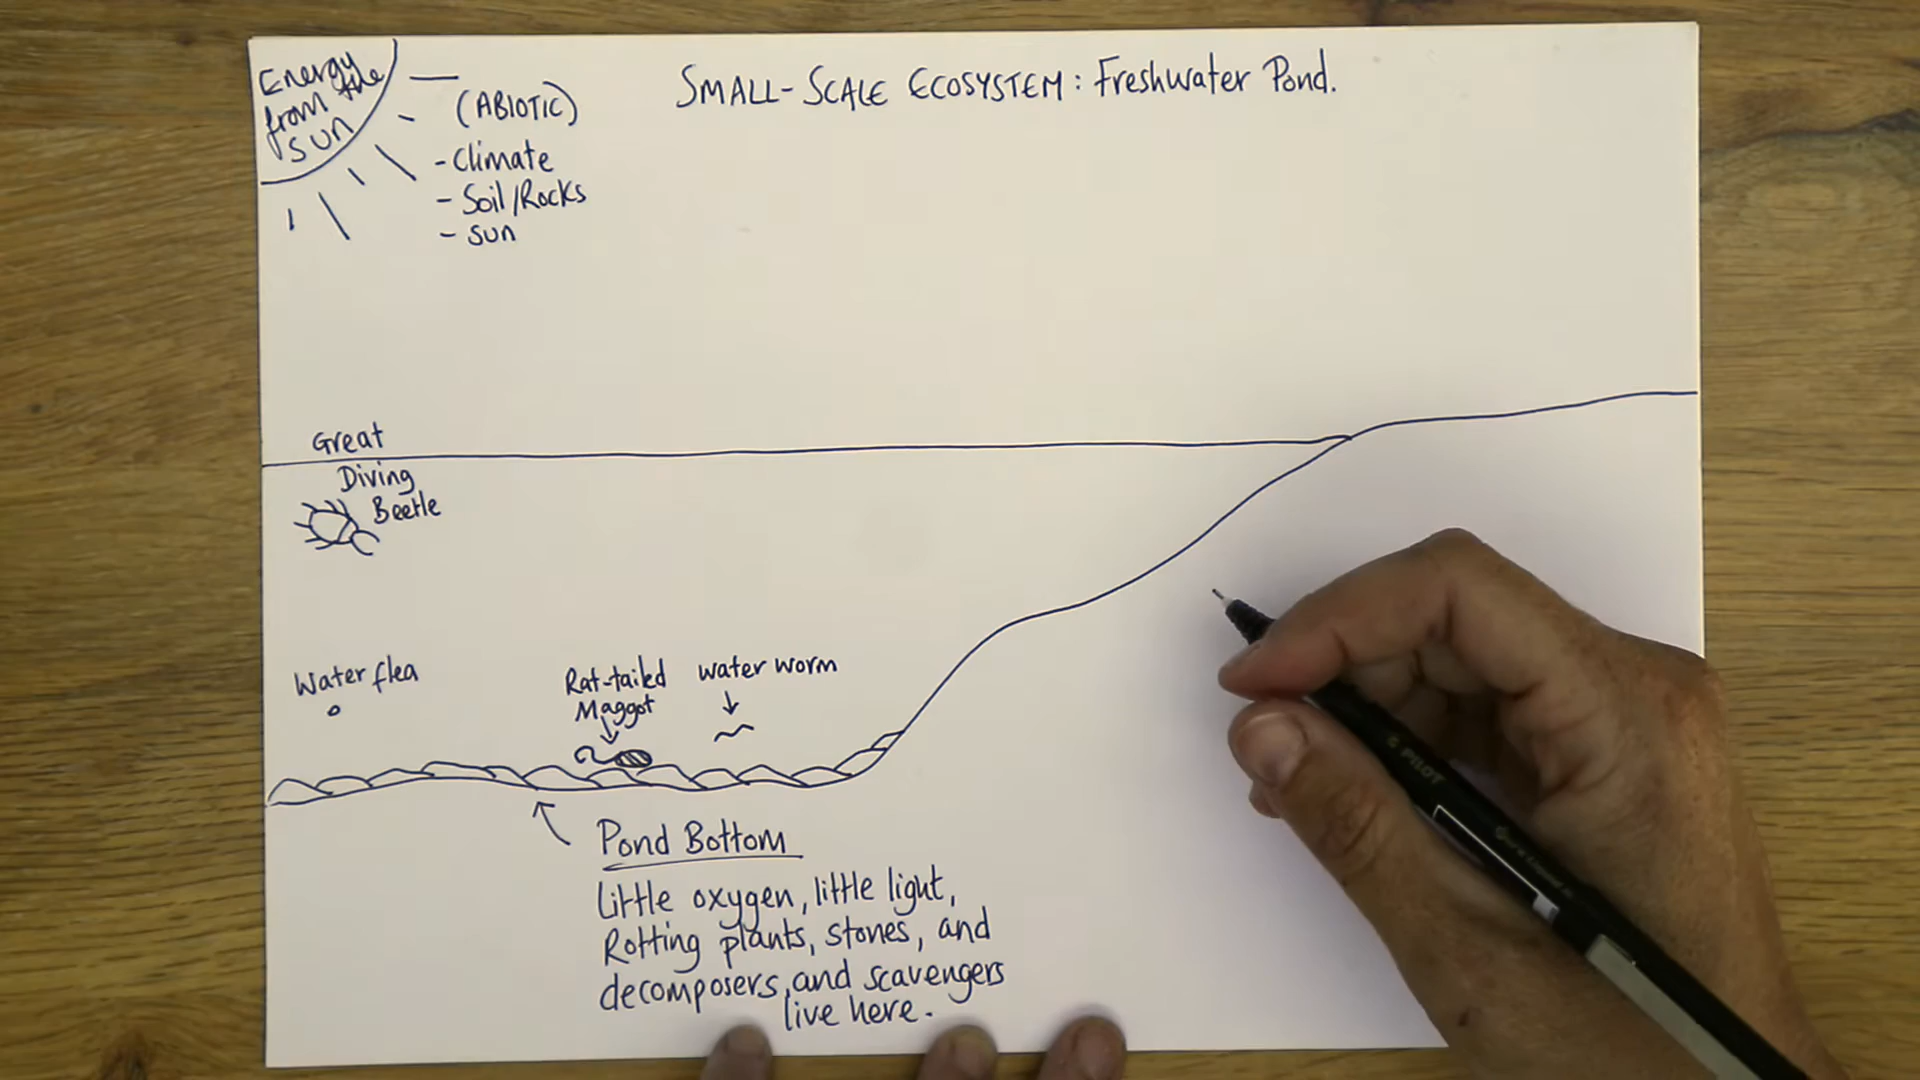 Energy
from the
sun
(ABIOTIC)
- Climate
- Soil/Rocks
- Sun
SMALL-SCALE ECOSYSTEM: Freshwater Pond.
Great
Diving
Beetle
Water flea
Rat-tailed
Maggot
water worm
Pond Bottom
Little oxygen, little light,
Rotting plants, stones, and
decomposers, and scavengers
live here.
PILOT